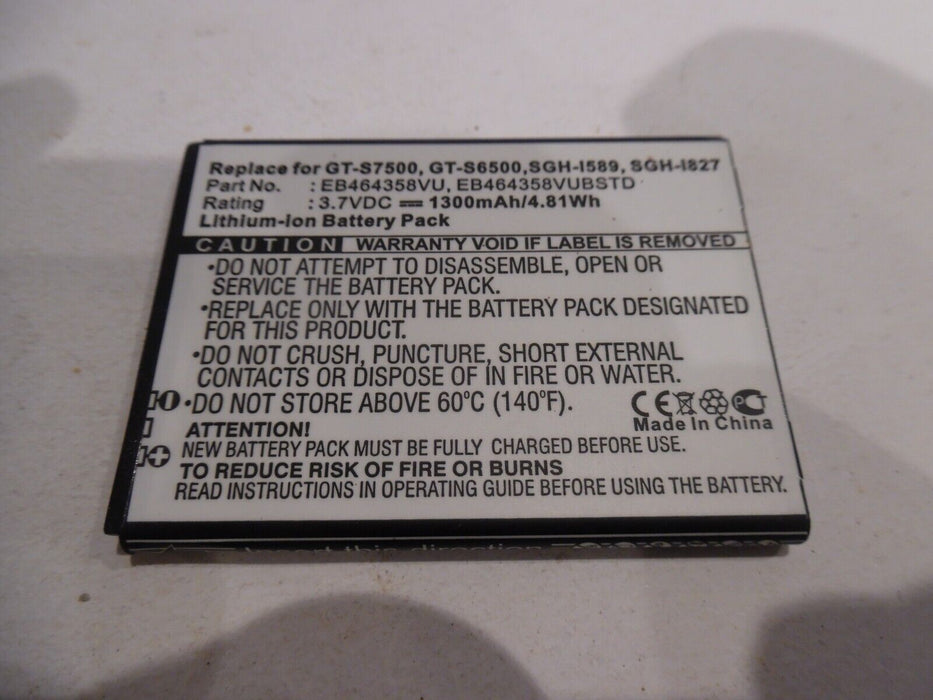 Replace for GT-S7500, GT-S6500,SGH-I589, SGH-I827
Part No. : EB464358VU, EB464358VUBSTD
Rating : 3.7VDC ⎓ 1300mAh/4.81Wh
Lithium-ion Battery Pack
CAUTION WARRANTY VOID IF LABEL IS REMOVED
•DO NOT ATTEMPT TO DISASSEMBLE, OPEN OR
SERVICE THE BATTERY PACK.
•REPLACE ONLY WITH THE BATTERY PACK DESIGNATED
FOR THIS PRODUCT.
•DO NOT CRUSH, PUNCTURE, SHORT EXTERNAL
CONTACTS OR DISPOSE OF IN FIRE OR WATER.
•DO NOT STORE ABOVE 60°C (140°F).
CE
Made In China
ATTENTION!
NEW BATTERY PACK MUST BE FULLY CHARGED BEFORE USE.
TO REDUCE RISK OF FIRE OR BURNS
READ INSTRUCTIONS IN OPERATING GUIDE BEFORE USING THE BATTERY.
Insert this direction